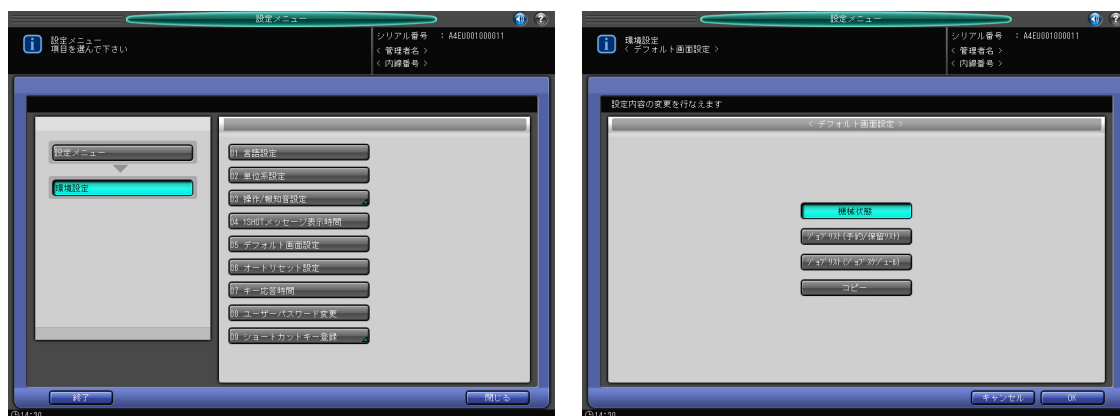 設定メニュー
設定メニュー
項目を選んで下さい
シリアル番号 : A4EU001000011
< 管理者名 >
< 内線番号 >
設定メニュー
環境設定
01 言語設定
02 単位系設定
03 操作/報知音設定
04 1SHOTメッセージ表示時間
05 デフォルト画面設定
06 オートリセット設定
07 キー応答時間
08 ユーザーパスワード変更
09 ショートカットキー登録
終了
閉じる
14:30
設定メニュー
環境設定
< デフォルト画面設定 >
シリアル番号 : A4EU001000011
< 管理者名 >
< 内線番号 >
設定内容の変更を行なえます
< デフォルト画面設定 >
機械状態
ジョブリスト(予約/保留リスト)
ジョブリスト(ジョブスケジュール)
コピー
キャンセル
OK
14:30